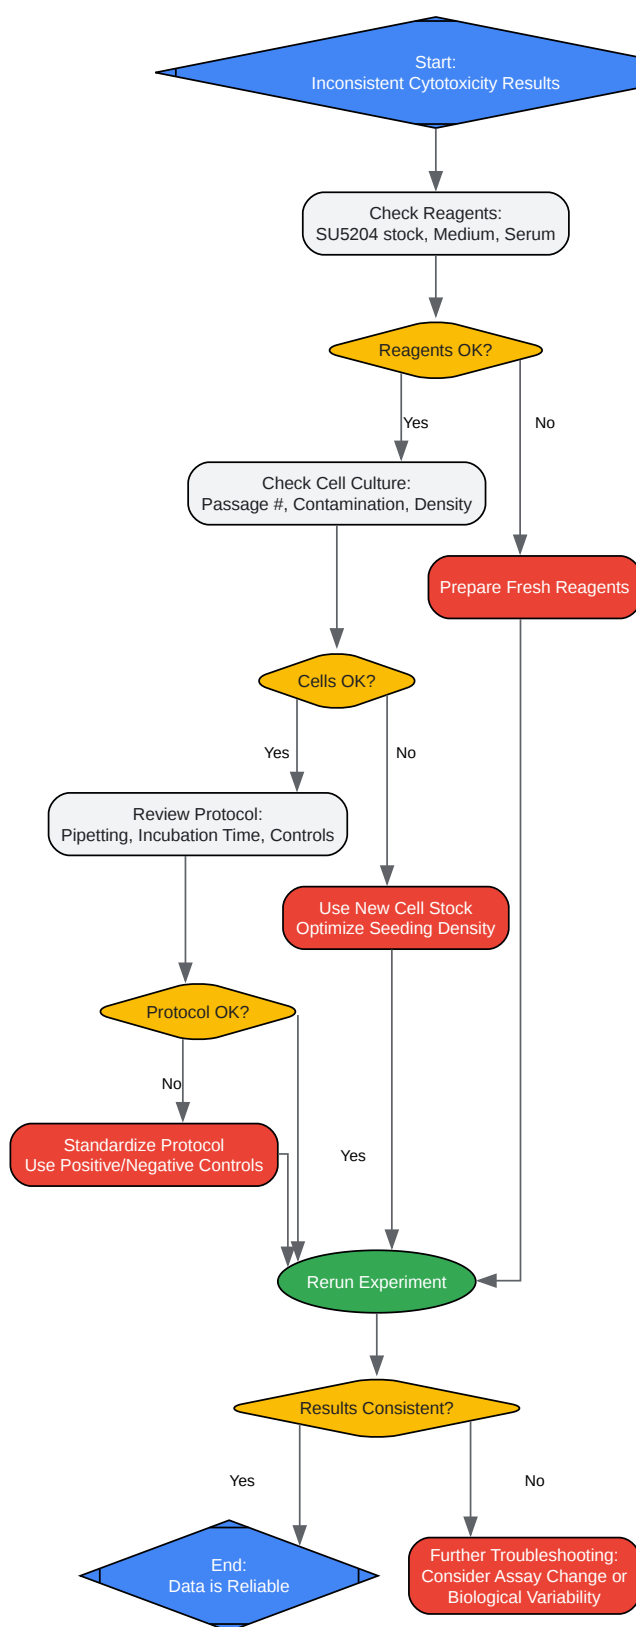 Start:
Inconsistent Cytotoxicity Results
Check Reagents:
SU5204 stock, Medium, Serum
Reagents OK?
Yes
No
Check Cell Culture:
Passage #, Contamination, Density
Prepare Fresh Reagents
Cells OK?
Yes
No
Review Protocol:
Pipetting, Incubation Time, Controls
Use New Cell Stock
Optimize Seeding Density
Protocol OK?
No
Standardize Protocol
Use Positive/Negative Controls
Yes
Rerun Experiment
Results Consistent?
Yes
No
End:
Data is Reliable
Further Troubleshooting:
Consider Assay Change or
Biological Variability